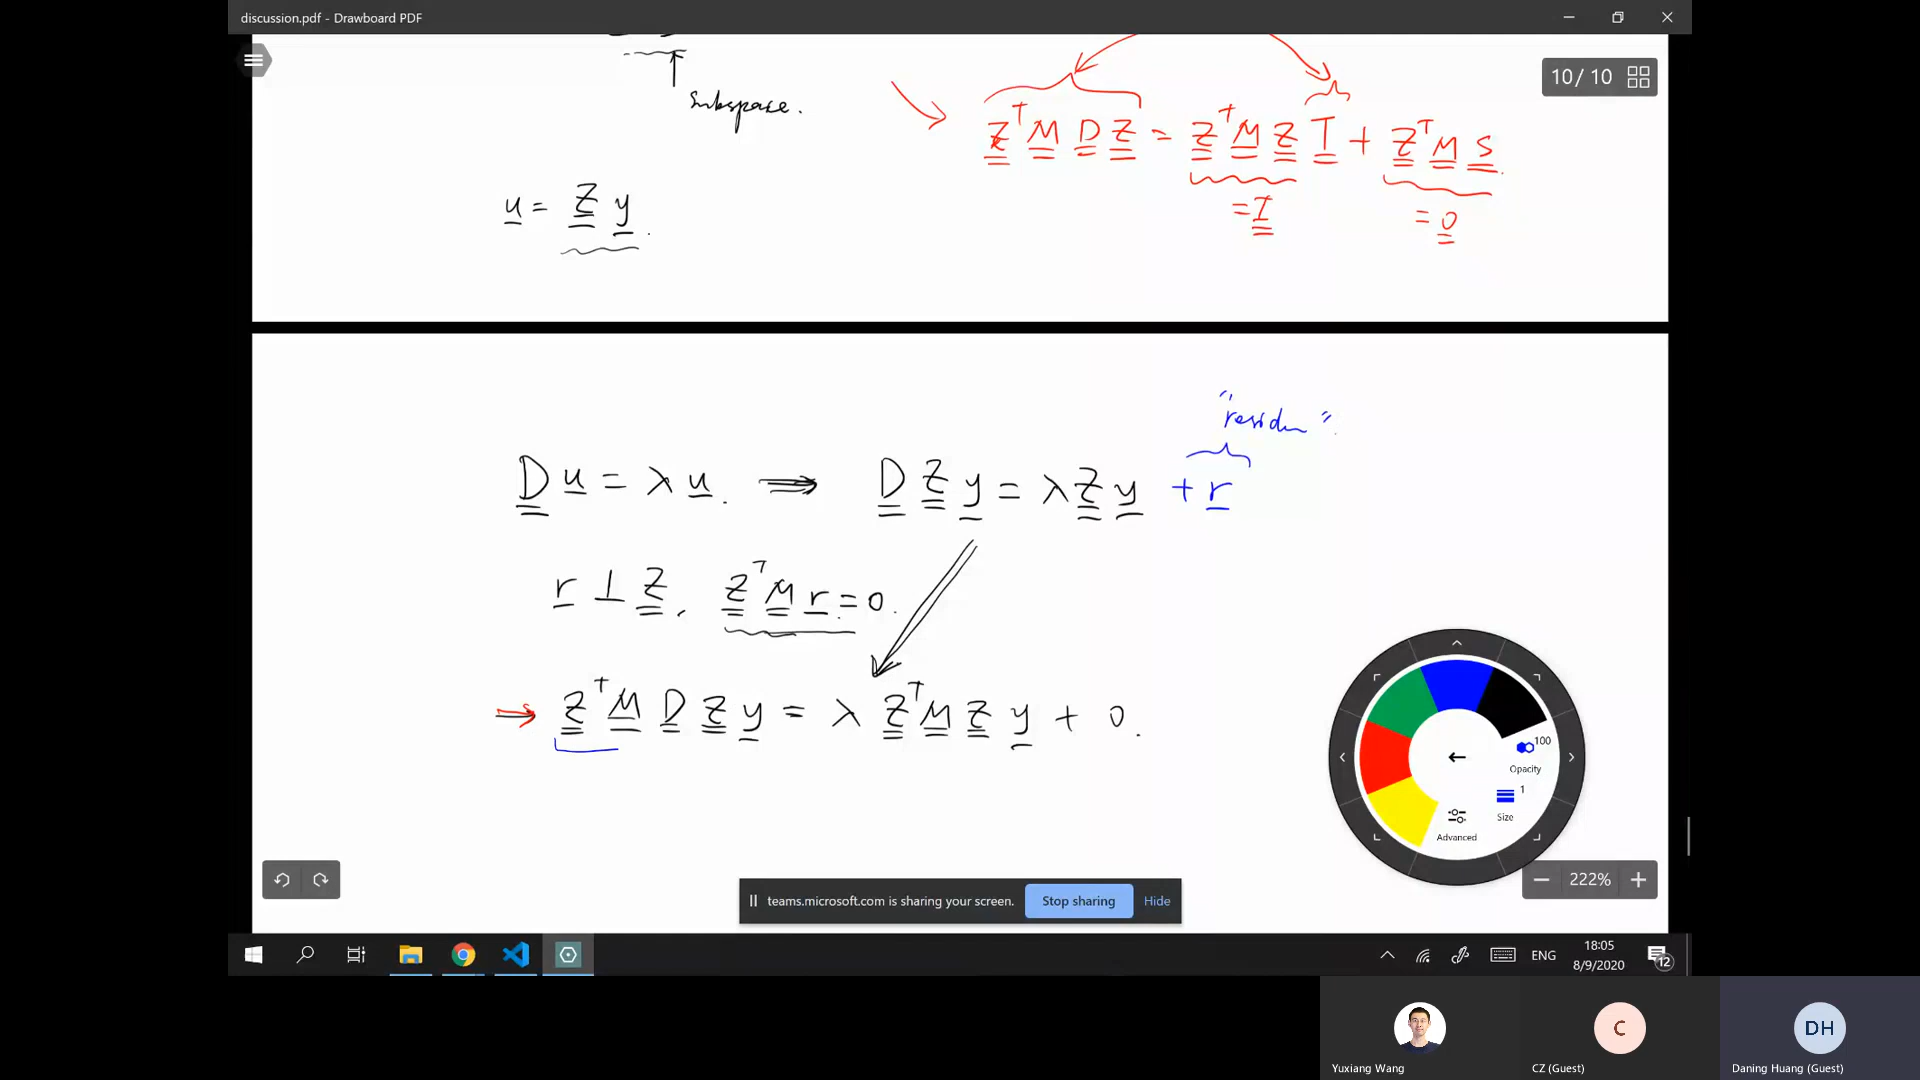 discussion.pdf - Drawboard PDF
10 / 10
subspace.
Z^T M D Z = Z^T M Z T + Z^T M S.
= I
= 0
u = Z y.
"residu".
D u = λ u. ⇒ D Z y = λ Z y + r
r ⊥ Z, Z^T M r = 0.
⇒ Z^T M D Z y = λ Z^T M Z y + 0.
100
Opacity
1
Size
Advanced
222%
teams.microsoft.com is sharing your screen. Stop sharing Hide
ENG
18:05
8/9/2020
12
C
DH
Yuxiang Wang
CZ (Guest)
Daning Huang (Guest)